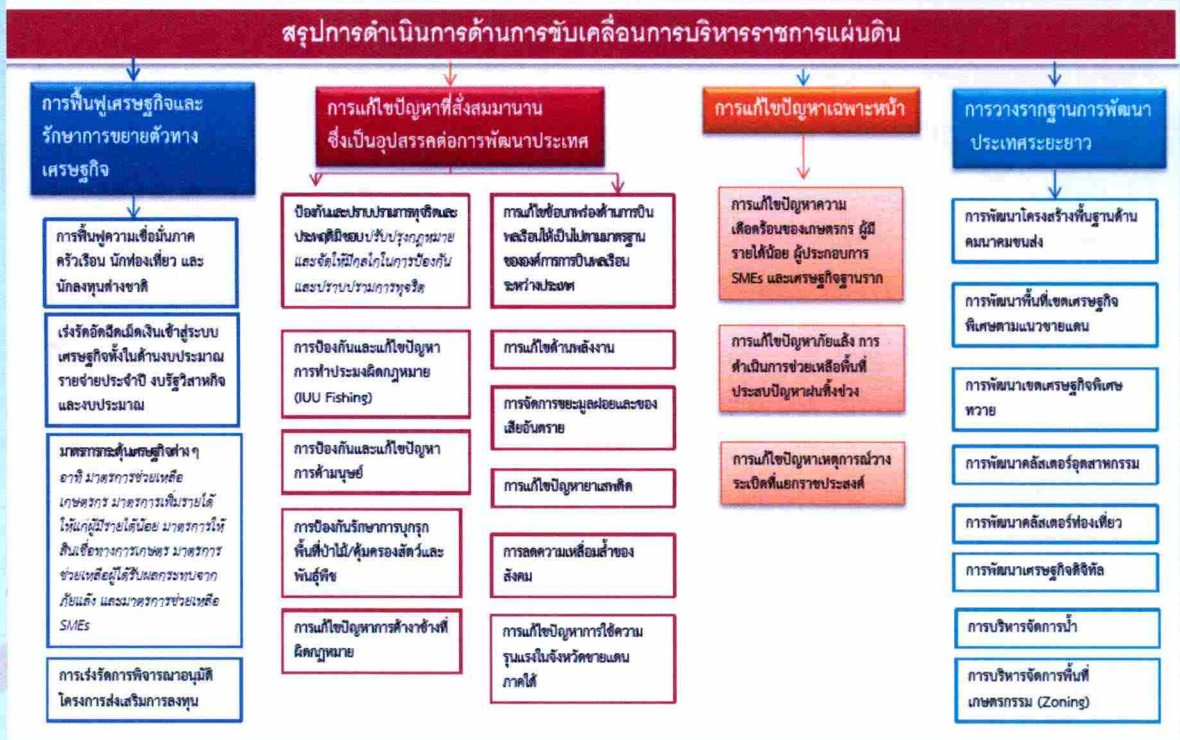 สรุปการดำเนินการด้านการขับเคลื่อนการบริหารราชการแผ่นดิน
การฟื้นฟูเศรษฐกิจและ
รักษาการขยายตัวทาง
เศรษฐกิจ
การฟื้นฟูความเชื่อมั่นภาค
ครัวเรือน นักท่องเที่ยว และ
นักลงทุนต่างชาติ
เร่งรัดอัดฉีดเม็ดเงินเข้าสู่ระบบ
เศรษฐกิจทั้งในด้านงบประมาณ
รายจ่ายประจำปี งบรัฐวิสาหกิจ
และงบประมาณ
มาตรการกระตุ้นเศรษฐกิจต่าง ๆ
อาทิ มาตรการช่วยเหลือ
เกษตรกร มาตรการเพิ่มรายได้
ให้แก่ผู้มีรายได้น้อย มาตรการให้
สินเชื่อทางการเกษตร มาตรการ
ช่วยเหลือผู้ได้รับผลกระทบจาก
ภัยแล้ง และมาตรการช่วยเหลือ
SMEs
การเร่งรัดการพิจารณาอนุมัติ
โครงการส่งเสริมการลงทุน
การแก้ไขปัญหาที่สั่งสมมานาน
ซึ่งเป็นอุปสรรคต่อการพัฒนาประเทศ
ป้องกันและปราบปรามการทุจริตและ
ประพฤติมิชอบปรับปรุงกฎหมาย
และจัดให้มีกลไกในการป้องกัน
และปราบปรามการทุจริต
การป้องกันและแก้ไขปัญหา
การทำประมงผิดกฎหมาย
(IUU Fishing)
การป้องกันและแก้ไขปัญหา
การค้ามนุษย์
การป้องกันรักษาการบุกรุก
พื้นที่ป่าไม้/คุ้มครองสัตว์และ
พันธุ์พืช
การแก้ไขปัญหาการค้างาช้างที่
ผิดกฎหมาย
การแก้ไขข้อบกพร่องด้านการบิน
พลเรือนให้เป็นไปตามมาตรฐาน
ขององค์การการบินพลเรือน
ระหว่างประเทศ
การแก้ไขด้านพลังงาน
การจัดการขยะมูลฝอยและของ
เสียอันตราย
การแก้ไขปัญหายาเสพติด
การลดความเหลื่อมล้ำของ
สังคม
การแก้ไขปัญหาการใช้ความ
รุนแรงในจังหวัดชายแดน
ภาคใต้
การแก้ไขปัญหาเฉพาะหน้า
การแก้ไขปัญหาความ
เดือดร้อนของเกษตรกร ผู้มี
รายได้น้อย ผู้ประกอบการ
SMEs และเศรษฐกิจฐานราก
การแก้ไขปัญหาภัยแล้ง การ
ดำเนินการช่วยเหลือพื้นที่
ประสบปัญหาฝนทิ้งช่วง
การแก้ไขปัญหาเหตุการณ์วาง
ระเบิดที่แยกราชประสงค์
การวางรากฐานการพัฒนา
ประเทศระยะยาว
การพัฒนาโครงสร้างพื้นฐานด้าน
คมนาคมขนส่ง
การพัฒนาพื้นที่เขตเศรษฐกิจ
พิเศษตามแนวชายแดน
การพัฒนาเขตเศรษฐกิจพิเศษ
ทวาย
การพัฒนาคลัสเตอร์อุตสาหกรรม
การพัฒนาคลัสเตอร์ท่องเที่ยว
การพัฒนาเศรษฐกิจดิจิทัล
การบริหารจัดการน้ำ
การบริหารจัดการพื้นที่
เกษตรกรรม (Zoning)